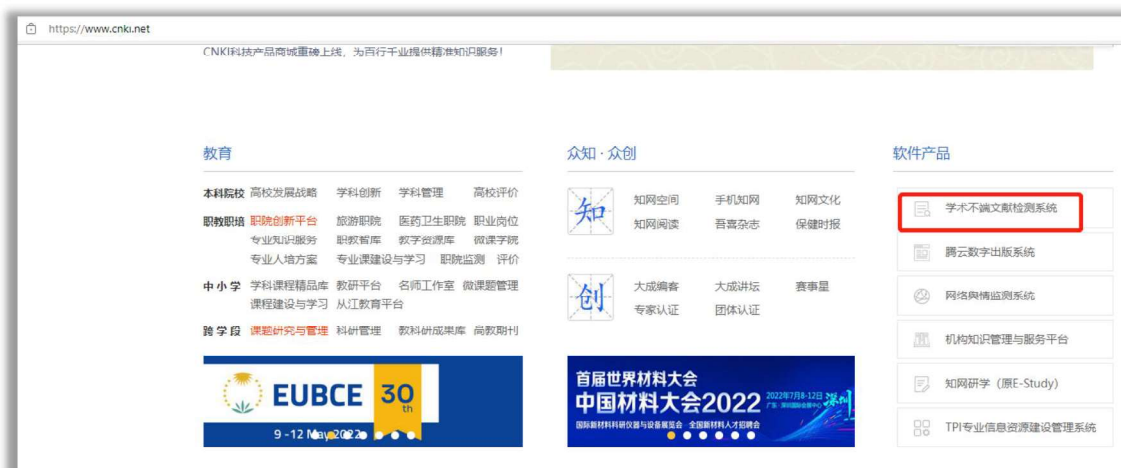 https://www.cnki.net
CNKI科技产品商城重磅上线，为百行千业提供精准知识服务！
教育
本科院校 高校发展战略 学科创新 学科管理 高校评价
职教职培 职院创新平台 旅游职院 医药卫生职院 职业岗位
专业知识服务 职教智库 教学资源库 微课学院
专业人培方案 专业课建设与学习 职院监测 评价
中小学 学科课程精品库 教研平台 名师工作室 微课题管理
课程建设与学习 从江教育平台
跨学段 课题研究与管理 科研管理 教科研成果库 尚教期刊
EUBCE 30th
9 -12 May 2022
众知 · 众创
知
知网空间 手机知网 知网文化
知网阅读 吾喜杂志 保健时报
创
大成编客 大成讲坛 赛事星
专家认证 团体认证
首届世界材料大会
中国材料大会2022
2022年7月8-12日
深圳
国际新材料科研仪器与设备展览会 全国新材料人才招聘会
软件产品
学术不端文献检测系统
腾云数字出版系统
网络舆情监测系统
机构知识管理与服务平台
知网研学（原E-Study）
TPI专业信息资源建设管理系统